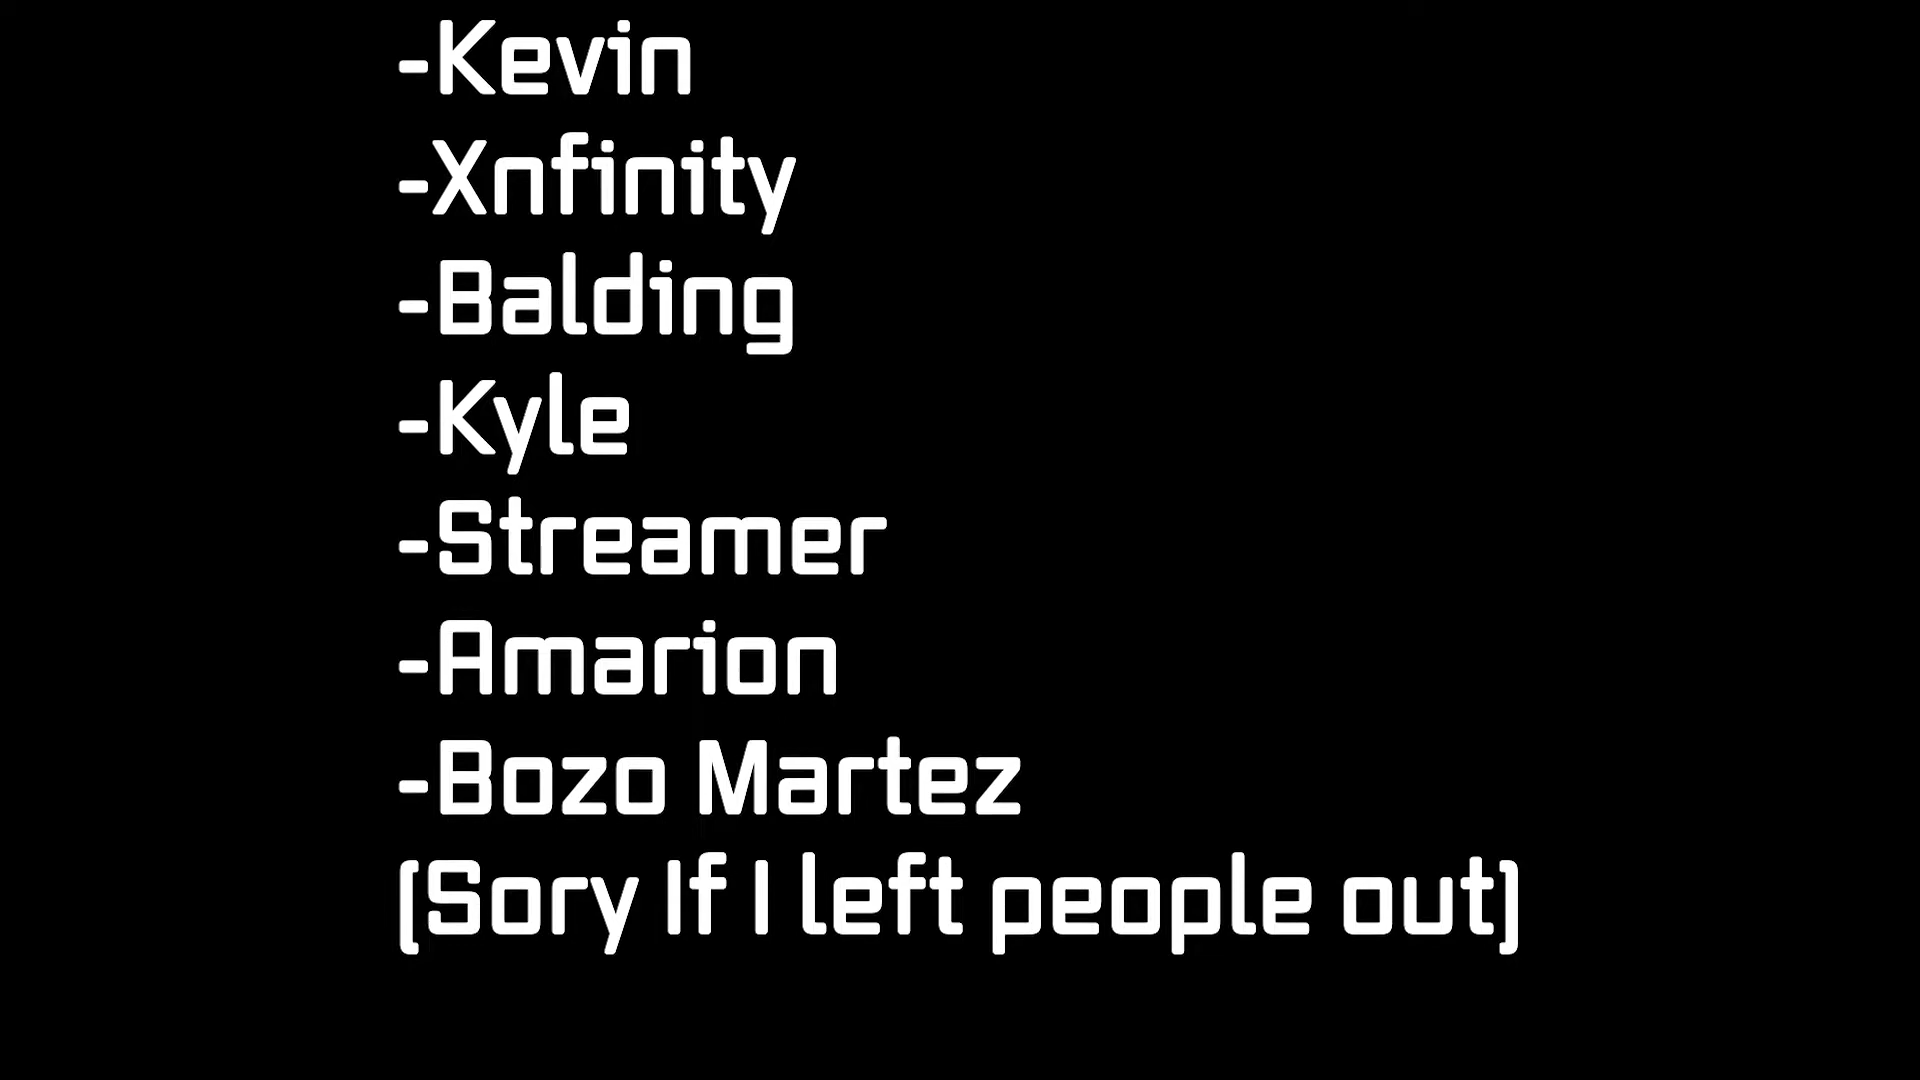 -Kevin
-Xnfinity
-Balding
-Kyle
-Streamer
-Amarion
-Bozo Martez
(Sory If I left people out)